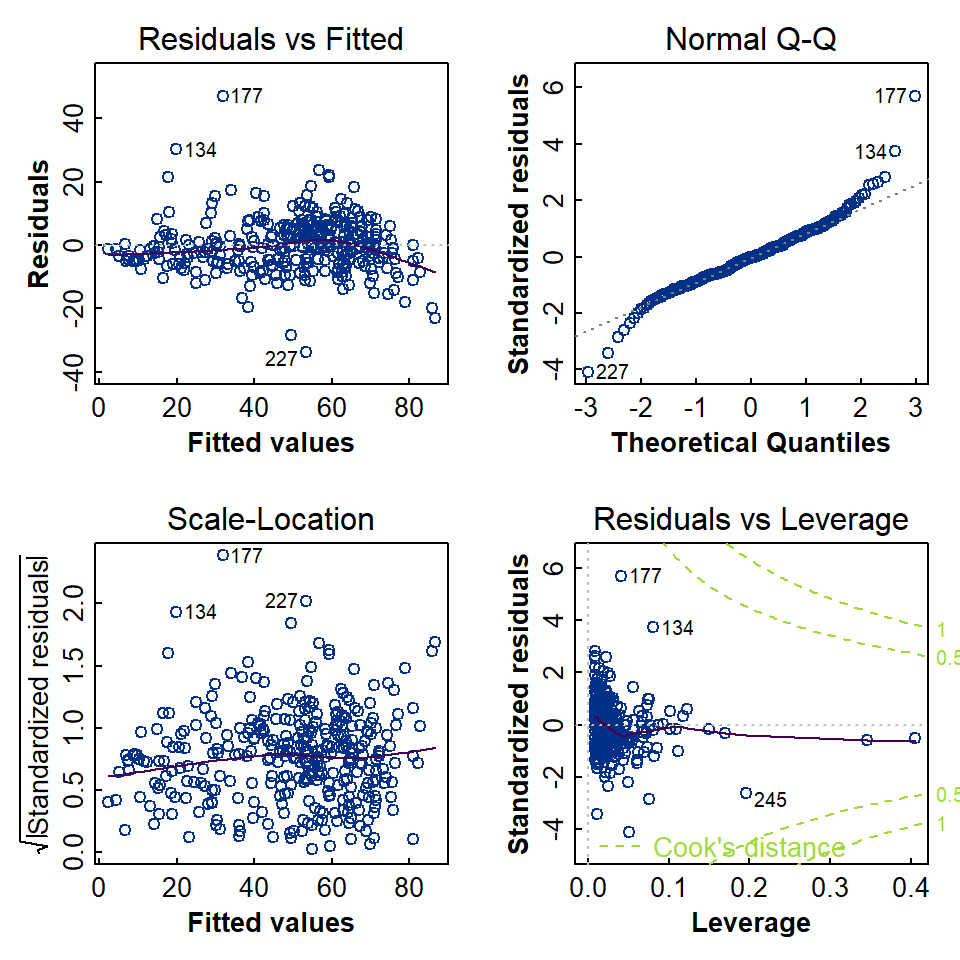 Residuals vs Fitted
Residuals
40
20
0
-20
-40
177
134
227
0 20 40 60 80
Fitted values
Normal Q-Q
Standardized residuals
6
4
2
0
-2
-4
177
134
227
-3 -2 -1 0 1 2 3
Theoretical Quantiles
Scale-Location
√|Standardized residuals|
2.0
1.5
1.0
0.5
0.0
177
227
134
0 20 40 60 80
Fitted values
Residuals vs Leverage
Standardized residuals
6
4
2
0
-2
-4
177
134
245
1
0.5
0.5
1
Cook's distance
0.0 0.1 0.2 0.3 0.4
Leverage